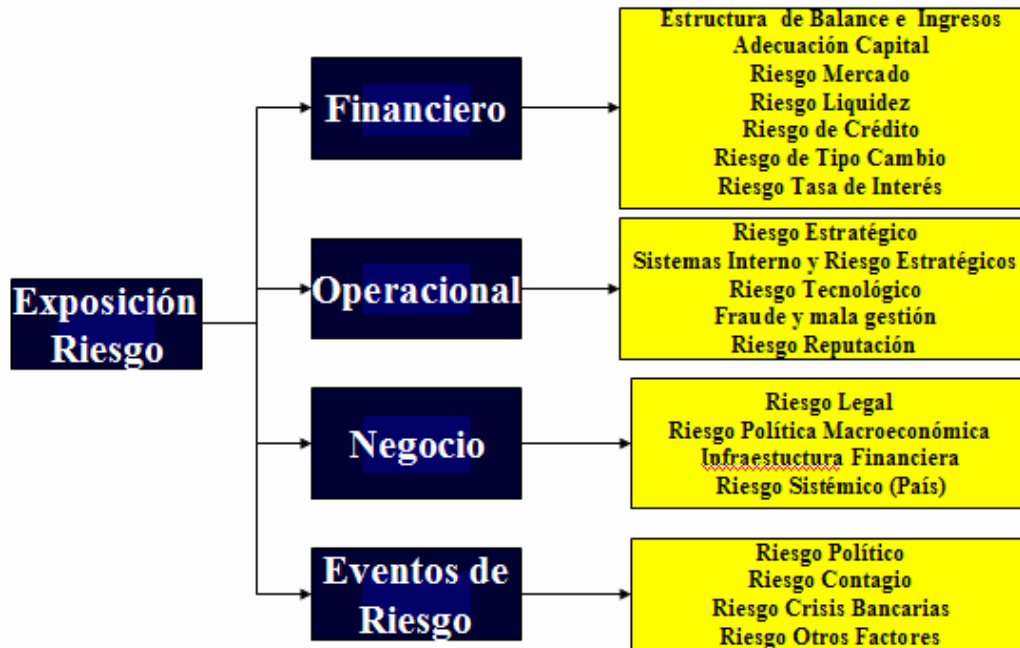 Exposición
Riesgo
Financiero
Estructura de Balance e Ingresos
Adecuación Capital
Riesgo Mercado
Riesgo Liquidez
Riesgo de Crédito
Riesgo de Tipo Cambio
Riesgo Tasa de Interés
Operacional
Riesgo Estratégico
Sistemas Interno y Riesgo Estratégicos
Riesgo Tecnológico
Fraude y mala gestión
Riesgo Reputación
Negocio
Riesgo Legal
Riesgo Política Macroeconómica
Infraestuctura Financiera
Riesgo Sistémico (País)
Eventos de
Riesgo
Riesgo Político
Riesgo Contagio
Riesgo Crisis Bancarias
Riesgo Otros Factores